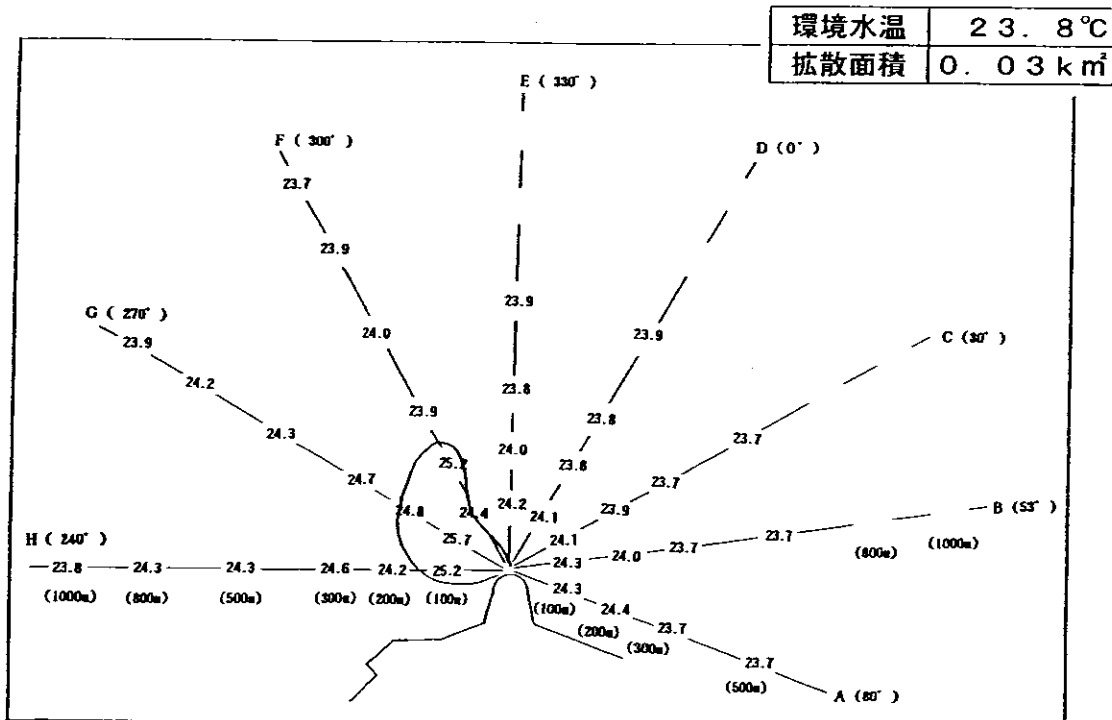 環境水温 23.8℃
拡散面積 0.03k㎡
E (330°)
F (300°)
D (0°)
23.7
23.9
G (270°)
23.9
23.9
24.0
23.9
C (30°)
24.2
23.8
23.9
23.8
24.3
24.0
23.7
25.2
23.8
24.7
23.7
24.8
24.4
24.2
24.1
23.9
B (53°)
H (240°)
25.7
24.1
24.0
23.7
23.7
(800m)
(1000m)
23.8 24.3 24.3 24.6 24.2 25.2
24.3
(1000m) (800m) (500m) (300m) (200m) (100m)
24.3
(100m)
24.4
(200m)
23.7
(300m)
23.7
(500m)
A (80°)